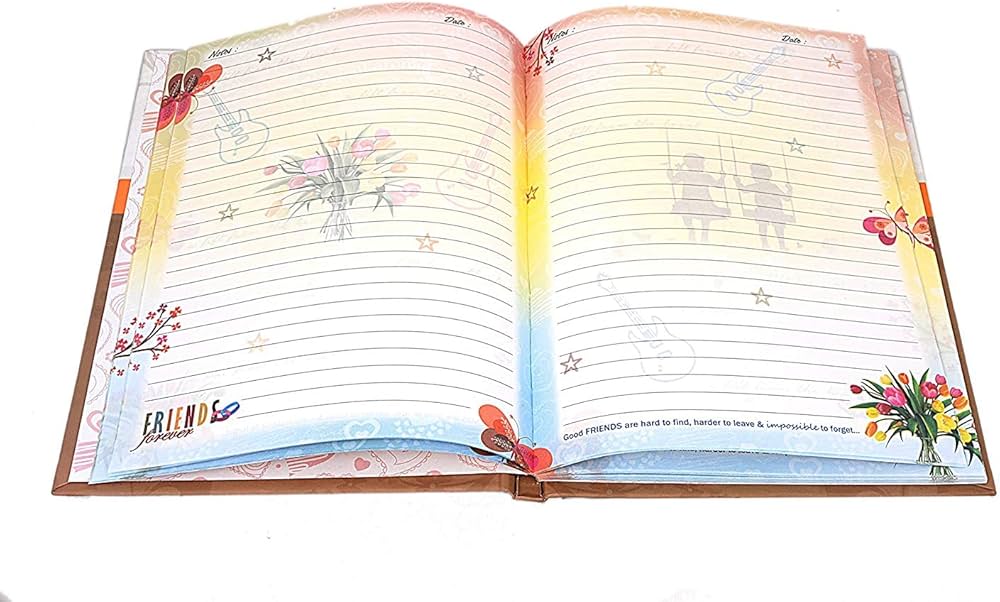 Notes :
Date :
FRIENDS
forever
Notes :
Date :
Good FRIENDS are hard to find, harder to leave & impossible to forget...